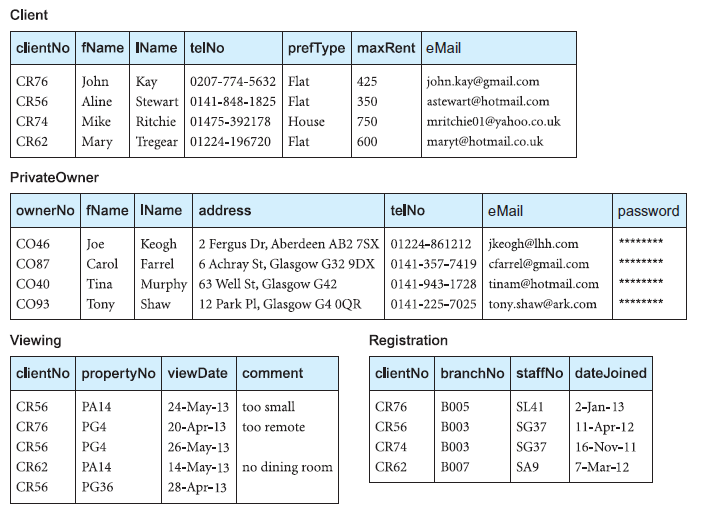 Client
clientNo fName lName telNo prefType maxRent eMail
CR76 John Kay 0207-774-5632 Flat 425 john.kay@gmail.com
CR56 Aline Stewart 0141-848-1825 Flat 350 astewart@hotmail.com
CR74 Mike Ritchie 01475-392178 House 750 mritchie01@yahoo.co.uk
CR62 Mary Tregear 01224-196720 Flat 600 maryt@hotmail.co.uk
PrivateOwner
ownerNo fName lName address telNo eMail password
CO46 Joe Keogh 2 Fergus Dr, Aberdeen AB2 7SX 01224-861212 jkeogh@lhh.com ********
CO87 Carol Farrel 6 Achray St, Glasgow G32 9DX 0141-357-7419 cfarrel@gmail.com ********
CO40 Tina Murphy 63 Well St, Glasgow G42 0141-943-1728 tinam@hotmail.com ********
CO93 Tony Shaw 12 Park Pl, Glasgow G4 0QR 0141-225-7025 tony.shaw@ark.com ********
Viewing
clientNo propertyNo viewDate comment
CR56 PA14 24-May-13 too small
CR76 PG4 20-Apr-13 too remote
CR56 PG4 26-May-13
CR62 PA14 14-May-13 no dining room
CR56 PG36 28-Apr-13
Registration
clientNo branchNo staffNo dateJoined
CR76 B005 SL41 2-Jan-13
CR56 B003 SG37 11-Apr-12
CR74 B003 SG37 16-Nov-11
CR62 B007 SA9 7-Mar-12